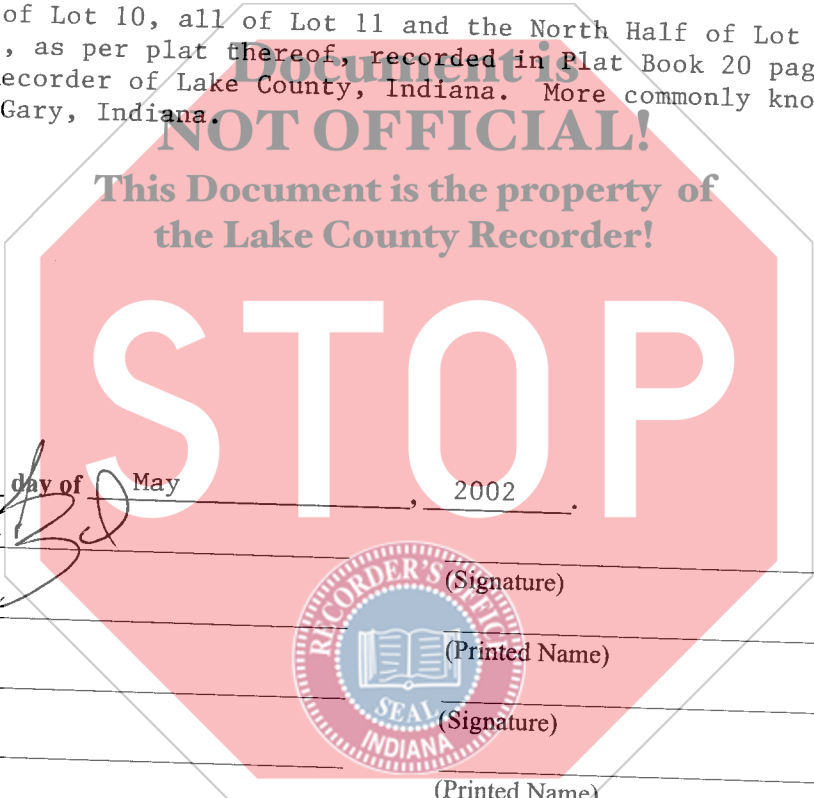 of Lot 10, all of Lot 11 and the North Half of Lot
, as per plat thereof, recorded in Plat Book 20 pag
ecorder of Lake County, Indiana. More commonly kno
Gary, Indiana.
Document is
NOT OFFICIAL!
This Document is the property of
the Lake County Recorder!
STOP
day of May , 2002 .
(Signature)
(Printed Name)
(Signature)
(Printed Name)
RECORDER'S OFFICE
SEAL
INDIANA